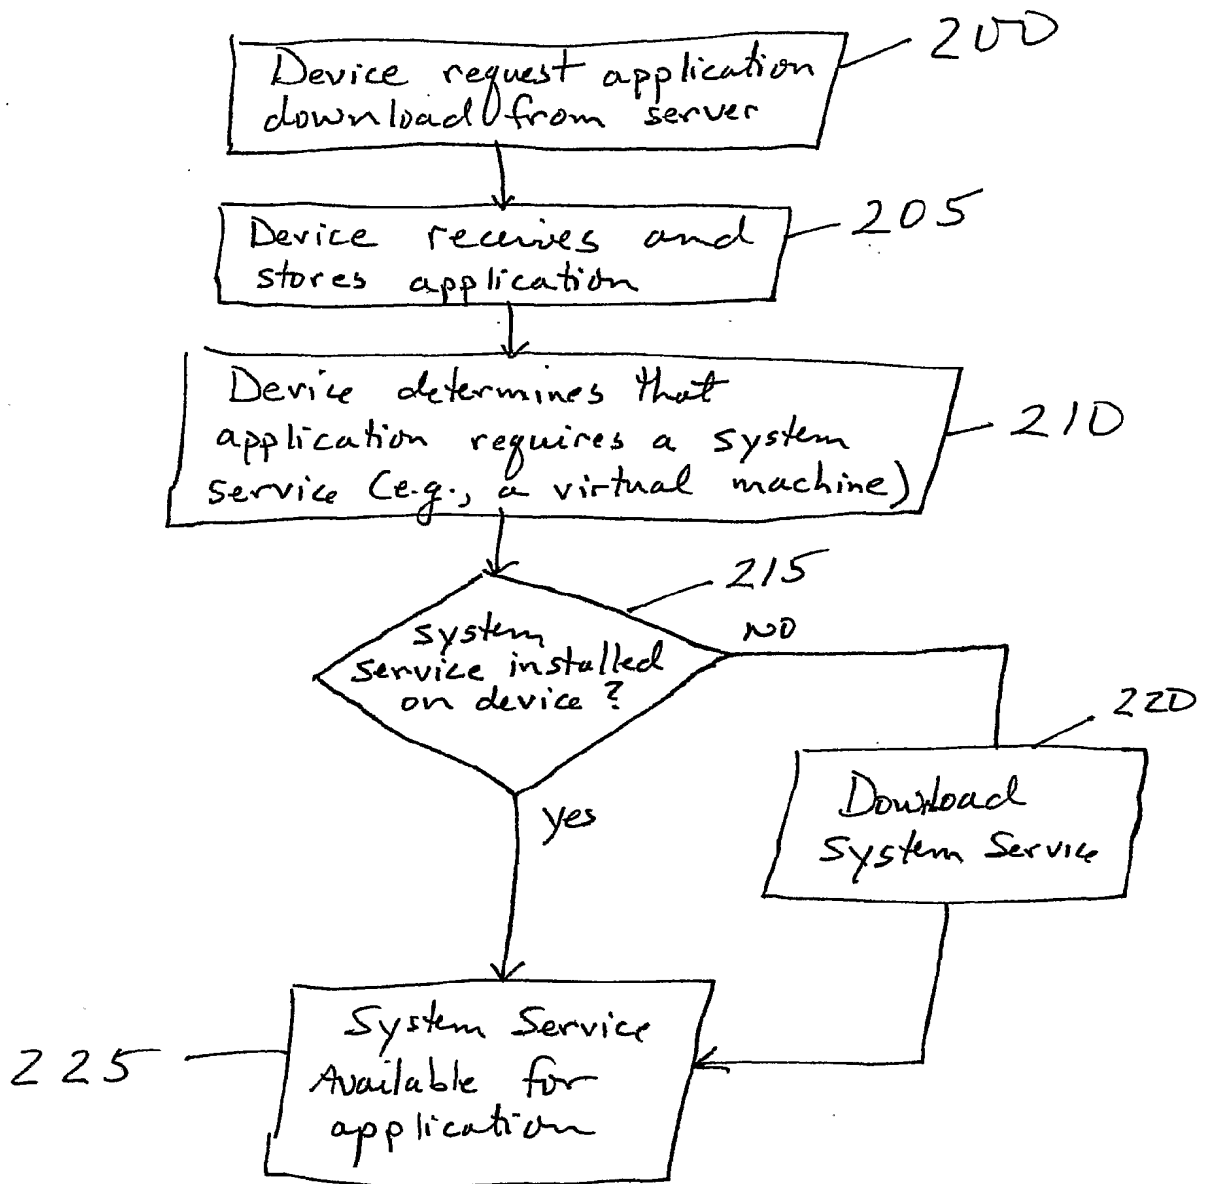 200
Device request application
download from server
205
Device receives and
stores application
210
Device determines that
application requires a system
service (e.g., a virtual machine)
215
system
service installed
on device?
NO
220
Download
System Service
yes
225
System Service
Available for
application